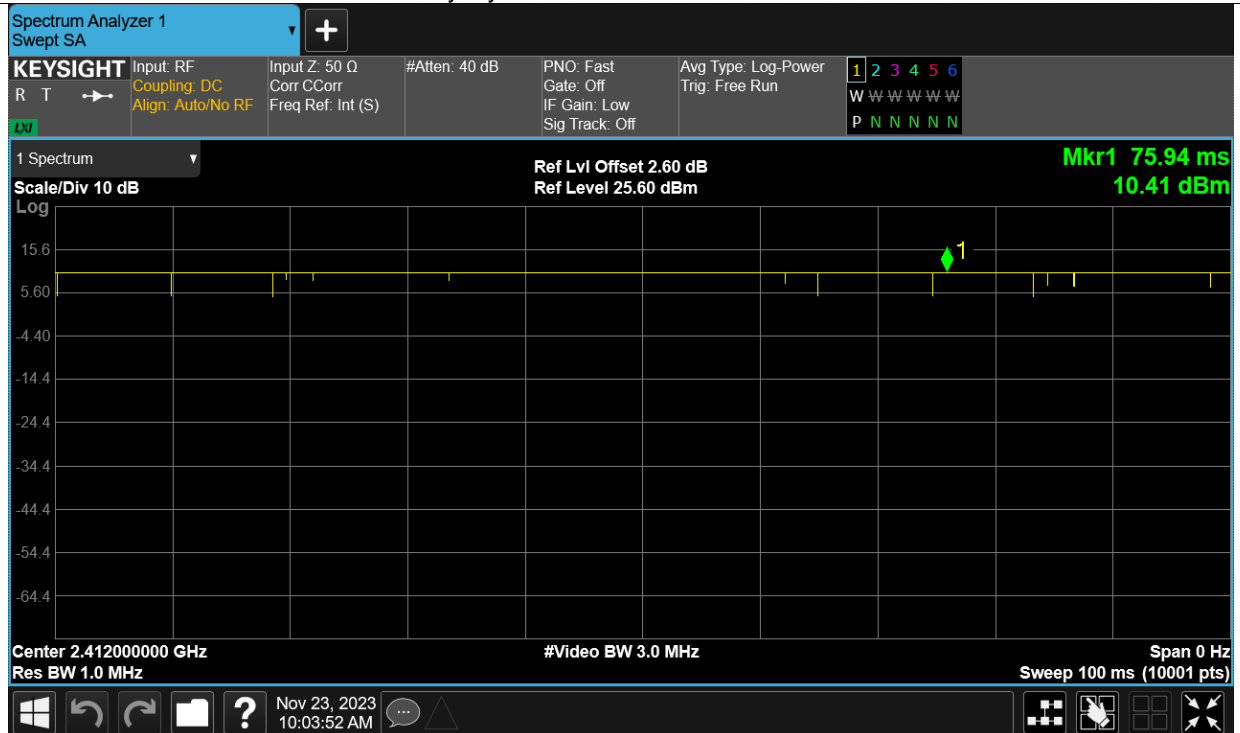 Spectrum Analyzer 1
Swept SA
KEYSIGHT
R T
LXI
Input: RF
Coupling: DC
Align: Auto/No RF
Input Z: 50 Ω
Corr CCorr
Freq Ref: Int (S)
#Atten: 40 dB
PNO: Fast
Gate: Off
IF Gain: Low
Sig Track: Off
Avg Type: Log-Power
Trig: Free Run
1 2 3 4 5 6
W W W W W W
P N N N N N
1 Spectrum
Scale/Div 10 dB
Log
Ref Lvl Offset 2.60 dB
Ref Level 25.60 dBm
Mkr1 75.94 ms
10.41 dBm
1
15.6
5.60
-4.40
-14.4
-24.4
-34.4
-44.4
-54.4
-64.4
Center 2.412000000 GHz
Res BW 1.0 MHz
#Video BW 3.0 MHz
Span 0 Hz
Sweep 100 ms (10001 pts)
?
Nov 23, 2023
10:03:52 AM